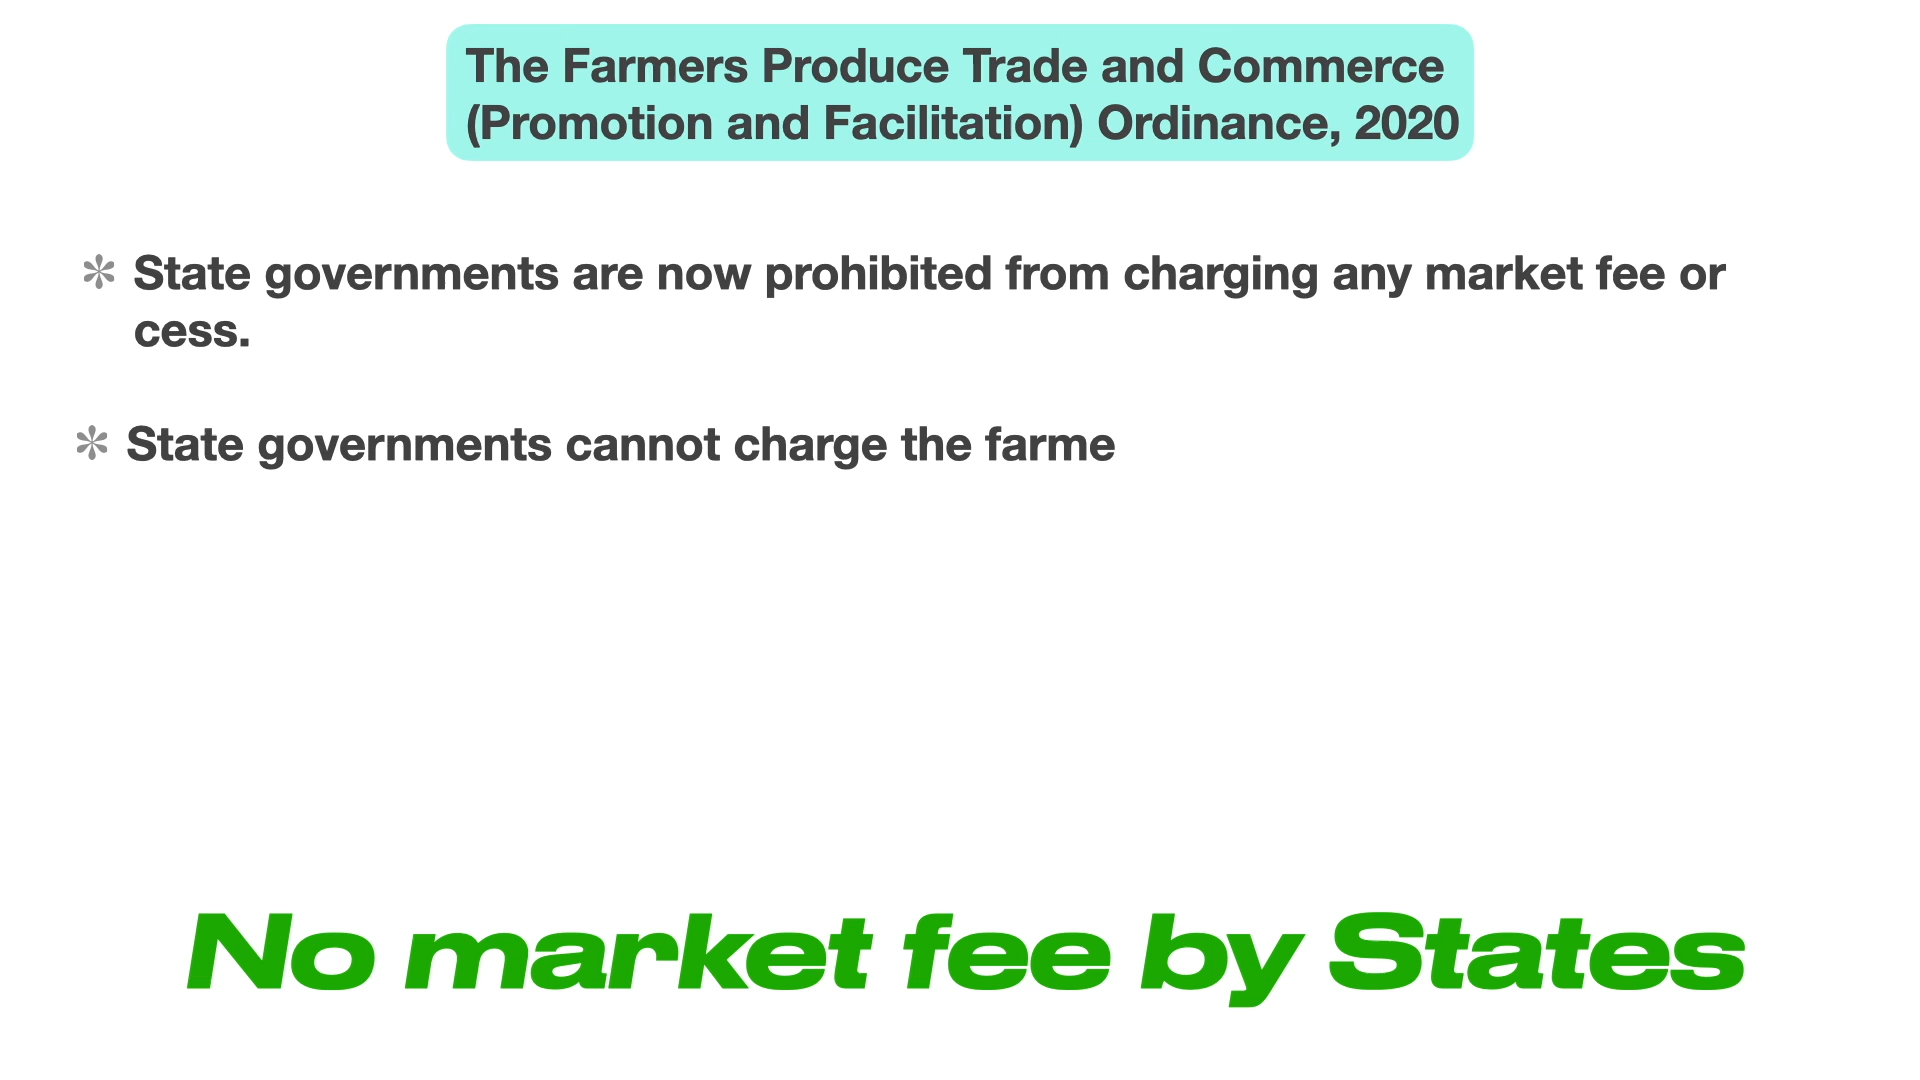 The Farmers Produce Trade and Commerce
(Promotion and Facilitation) Ordinance, 2020
✼ State governments are now prohibited from charging any market fee or
cess.
✼ State governments cannot charge the farme
No market fee by States